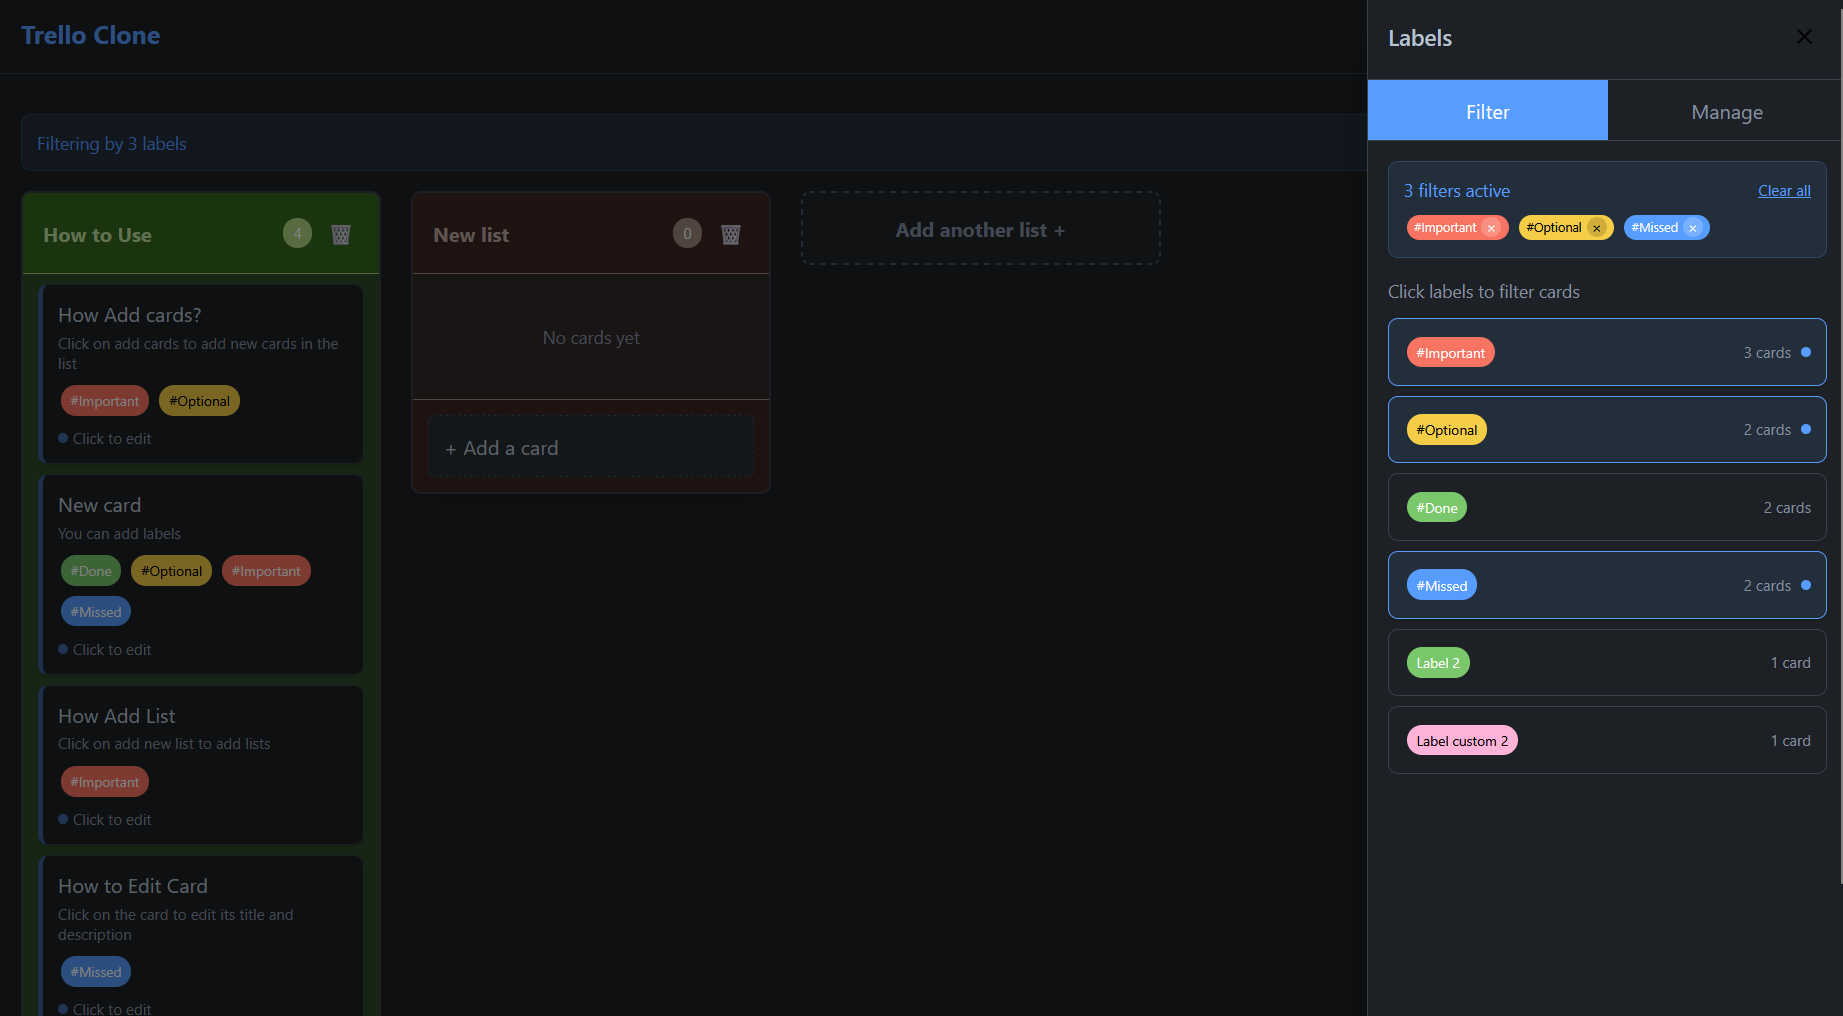 Trello Clone
Filtering by 3 labels
How to Use
4
How Add cards?
Click on add cards to add new cards in the
list
#Important #Optional
Click to edit
New card
You can add labels
#Done #Optional #Important
#Missed
Click to edit
How Add List
Click on add new list to add lists
#Important
Click to edit
How to Edit Card
Click on the card to edit its title and
description
#Missed
Click to edit
New list
0
No cards yet
+ Add a card
Add another list +
Labels
Filter
Manage
3 filters active
Clear all
#Important × #Optional × #Missed ×
Click labels to filter cards
#Important 3 cards
#Optional 2 cards
#Done 2 cards
#Missed 2 cards
Label 2 1 card
Label custom 2 1 card